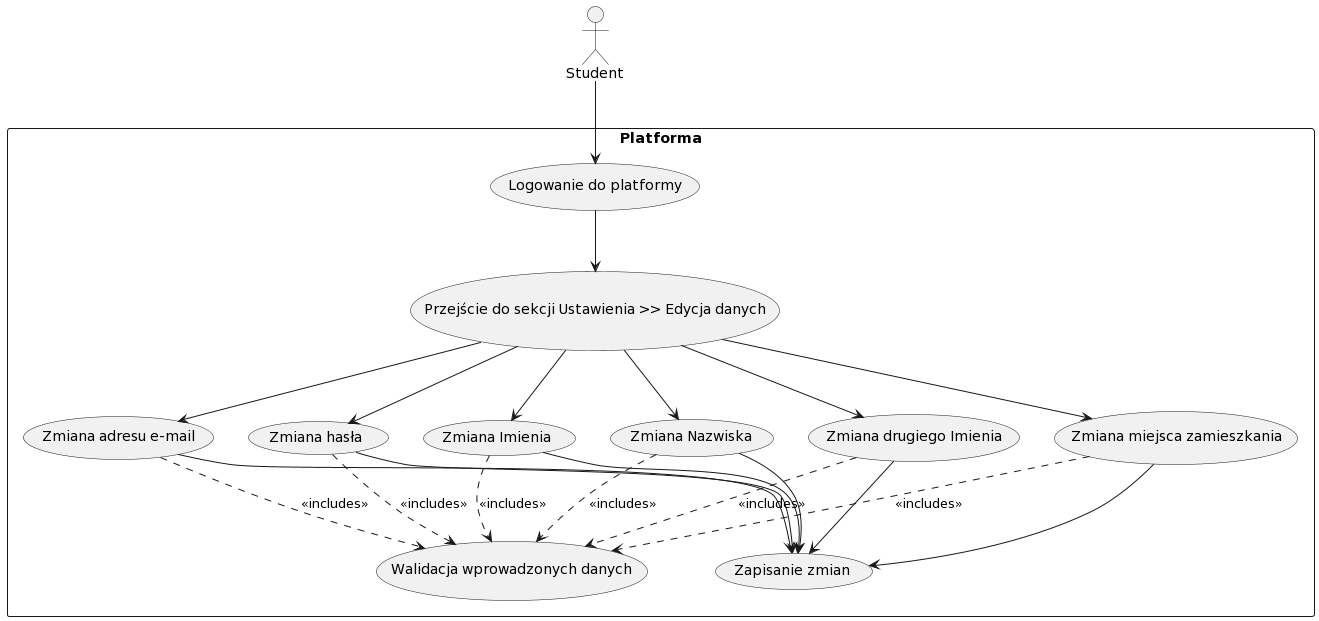 Student
Platforma
Logowanie do platformy
Przejście do sekcji Ustawienia >> Edycja danych
Zmiana adresu e-mail
Zmiana hasła
Zmiana Imienia
Zmiana Nazwiska
Zmiana drugiego Imienia
Zmiana miejsca zamieszkania
«includes»
«includes»
«includes»
«includes»
«includes»
«includes»
Walidacja wprowadzonych danych
Zapisanie zmian